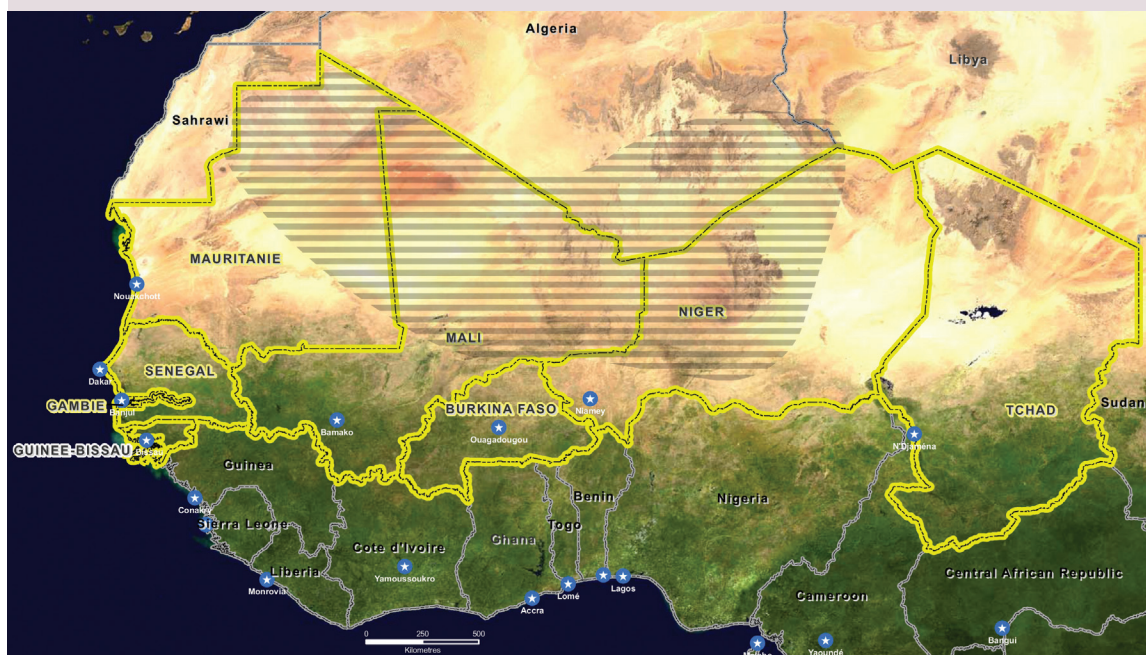 Algeria
Libya
Sahrawi
MAURITANIE
Nouakchott
NIGER
MALI
SENEGAL
Dakar
GAMBIE
Banjul
BURKINA FASO
Niamey
TCHAD
Sudan
Bamako
Ouagadougou
N'Djamena
GUINEE-BISSAU
Bissau
Guinea
Benin
Nigeria
Conakry
Sierra Leone
Togo
Ghana
Cote d'Ivoire
Liberia
Yamoussoukro
Central African Republic
Monrovia
Lomé
Lagos
Accra
Cameroon
Bangui
0 250 500
Kilometres
Yaoundé